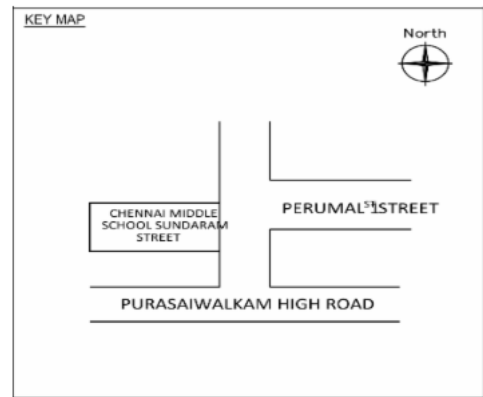 KEY MAP
North
CHENNAI MIDDLE
SCHOOL SUNDARAM
STREET
PERUMAL 1ST STREET
PURASAIWALKAM HIGH ROAD